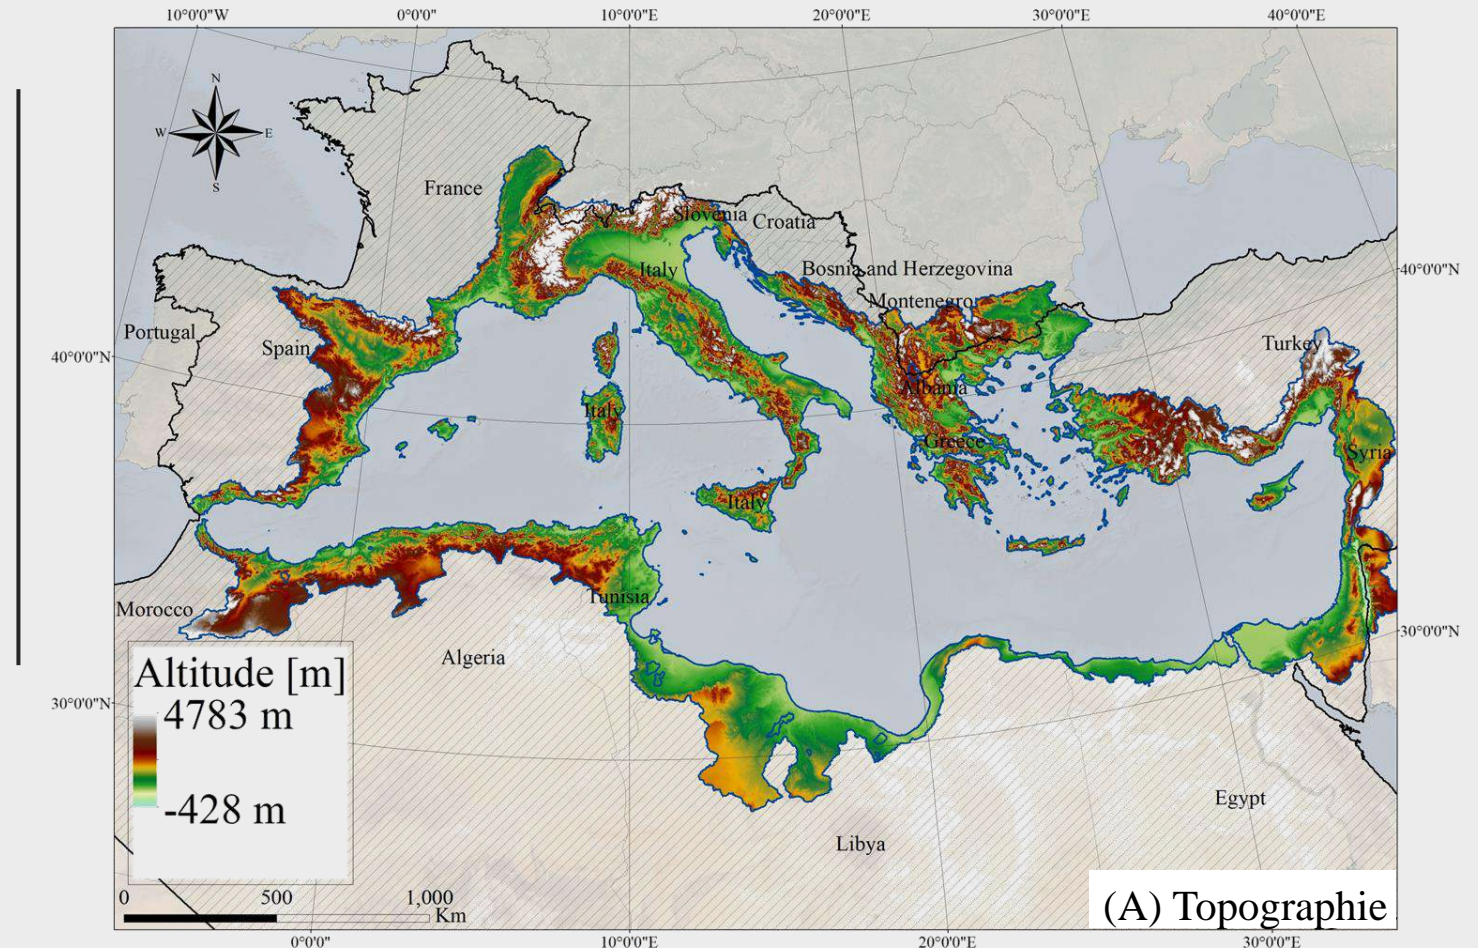 10°0'0"W
0°0'0"
10°0'0"E
20°0'0"E
30°0'0"E
40°0'0"E
N
W
E
S
France
Slovenia
Croatia
Italy
Bosnia and Herzegovina
40°0'0"N
Montenegro
Portugal
Spain
Turkey
40°0'0"N
Albania
Italy
Greece
Syria
Italy
Tunisia
Morocco
30°0'0"N
Algeria
Altitude [m]
4783 m
30°0'0"N
-428 m
Egypt
Libya
0
500
1,000
Km
(A) Topographie
0°0'0"
10°0'0"E
20°0'0"E
30°0'0"E